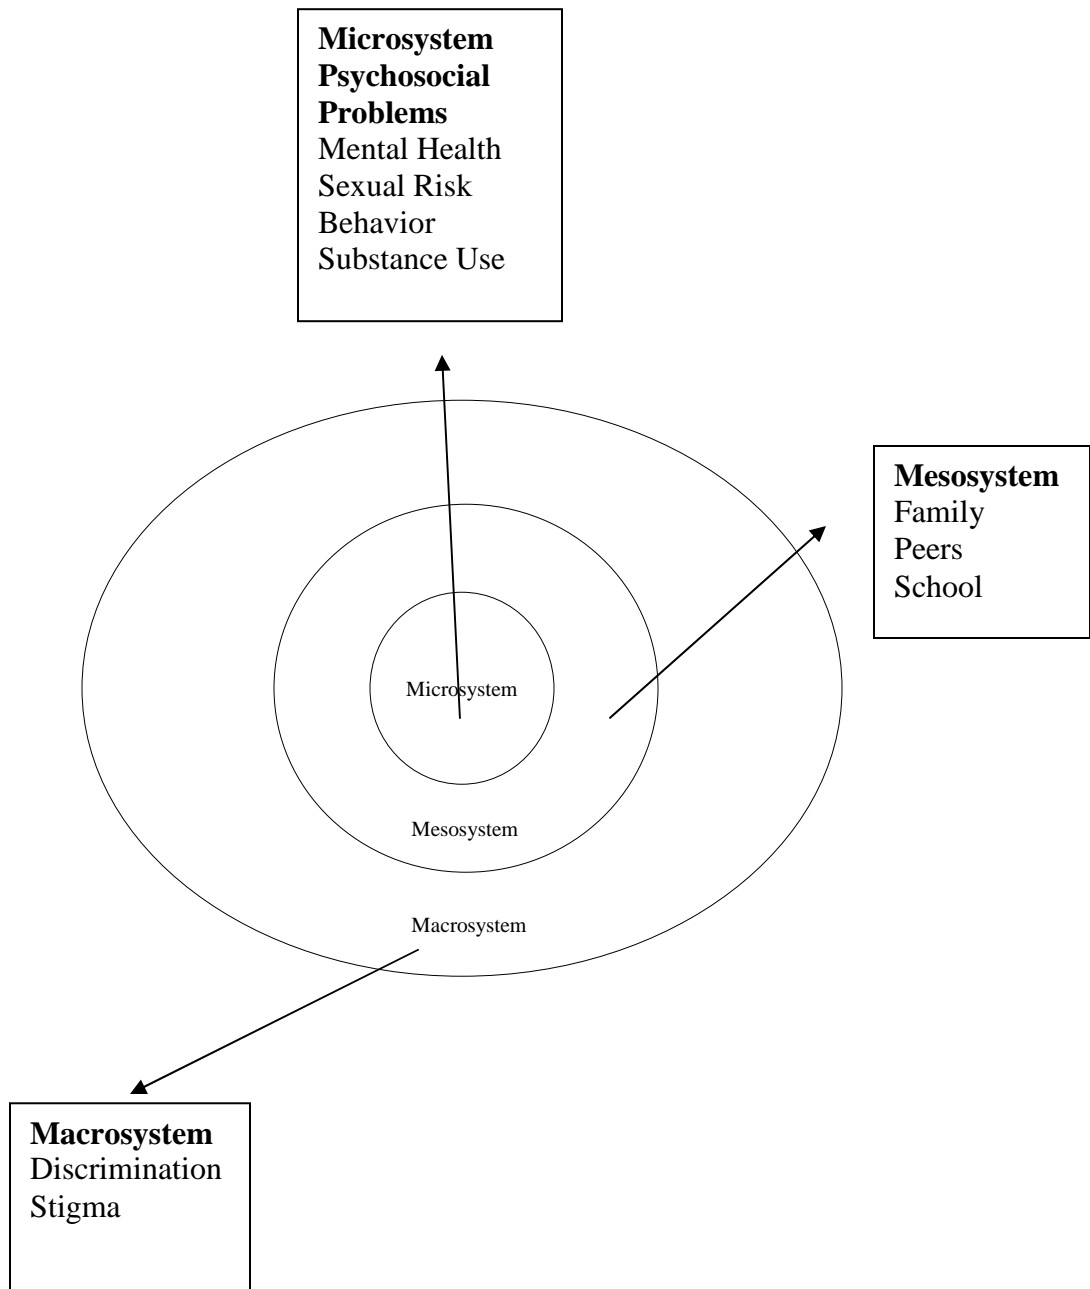 Microsystem
Psychosocial
Problems
Mental Health
Sexual Risk
Behavior
Substance Use
Mesosystem
Family
Peers
School
Microsystem
Mesosystem
Macrosystem
Macrosystem
Discrimination
Stigma